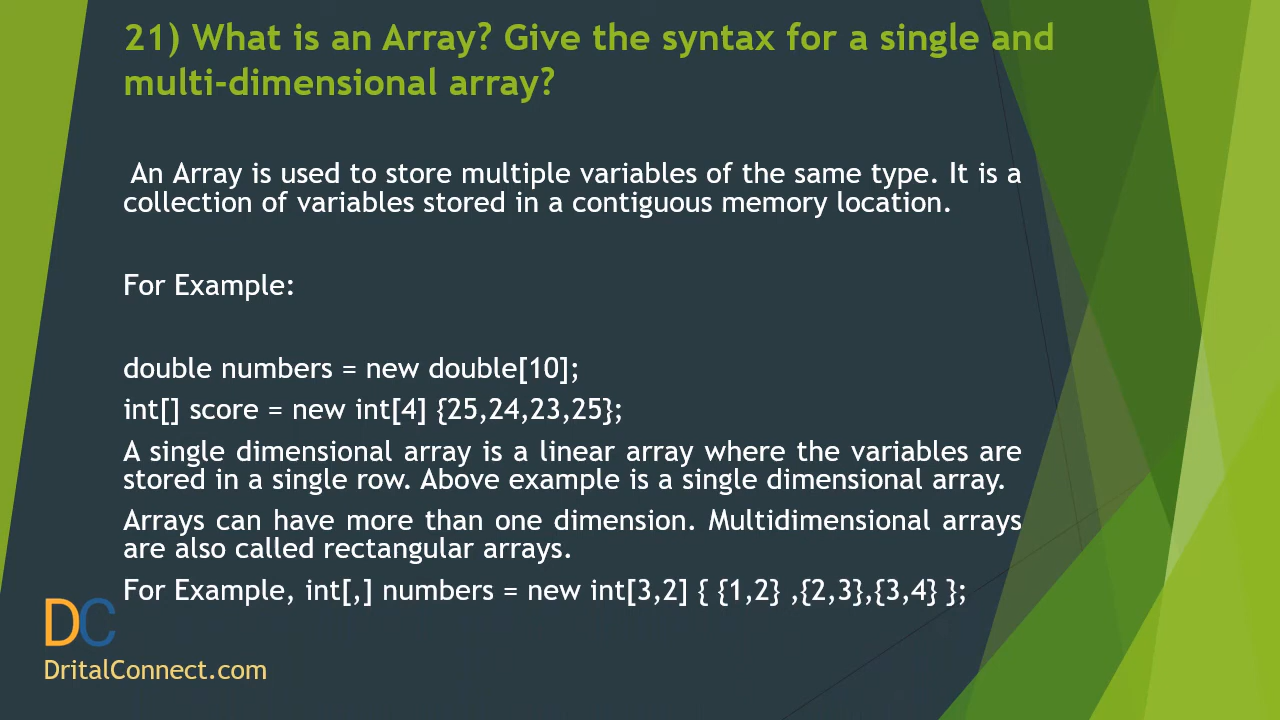 21) What is an Array? Give the syntax for a single and
multi-dimensional array?
An Array is used to store multiple variables of the same type. It is a
collection of variables stored in a contiguous memory location.
For Example:
double numbers = new double[10];
int[] score = new int[4] {25,24,23,25};
A single dimensional array is a linear array where the variables are
stored in a single row. Above example is a single dimensional array.
Arrays can have more than one dimension. Multidimensional arrays
are also called rectangular arrays.
For Example, int[,] numbers = new int[3,2] { {1,2} ,{2,3},{3,4} };
DC
DritalConnect.com